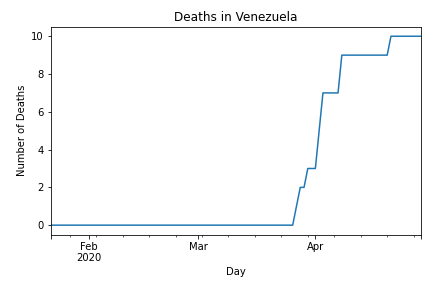 Deaths in Venezuela
Number of Deaths
10
8
6
4
2
0
Feb
2020
Mar
Apr
Day